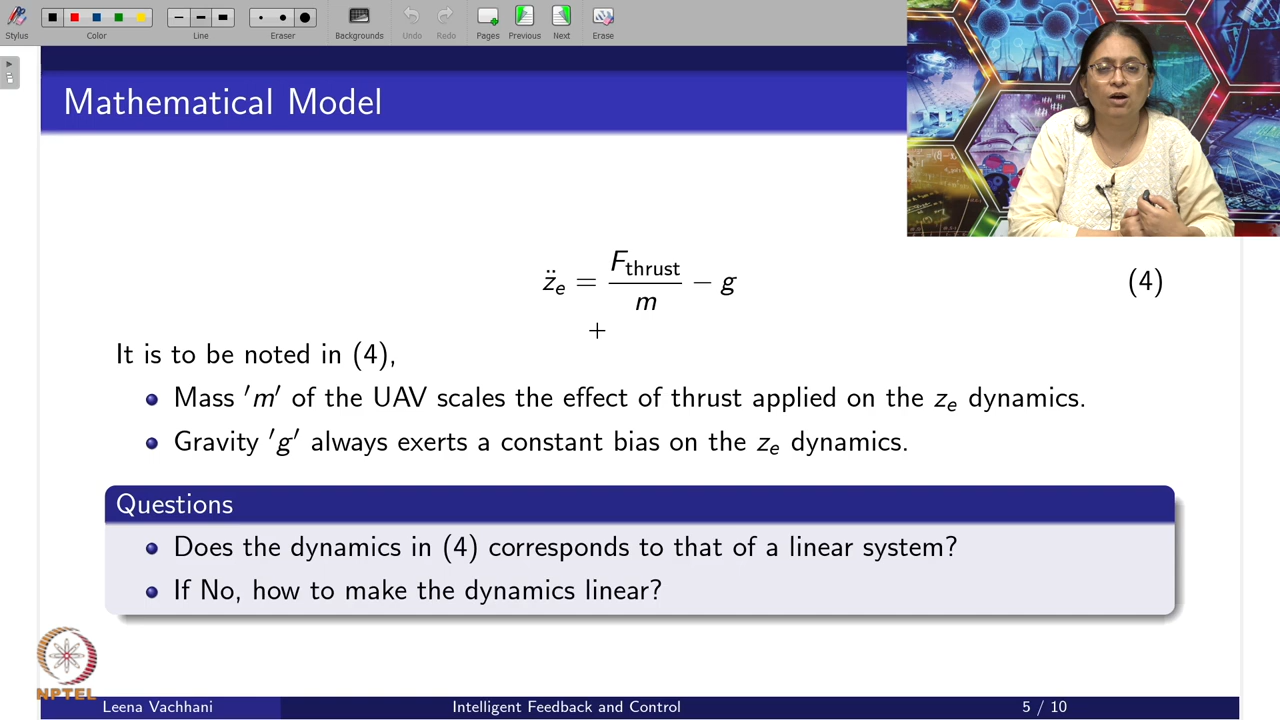 Stylus
Color
Line
Eraser
Backgrounds
Undo
Redo
Pages
Previous
Next
Erase
Mathematical Model
z̈ₑ = F_thrust / m − g (4)
+
It is to be noted in (4),
Mass ′m′ of the UAV scales the effect of thrust applied on the zₑ dynamics.
Gravity ′g′ always exerts a constant bias on the zₑ dynamics.
Questions
Does the dynamics in (4) corresponds to that of a linear system?
If No, how to make the dynamics linear?
NPTEL
Leena Vachhani Intelligent Feedback and Control 5 / 10